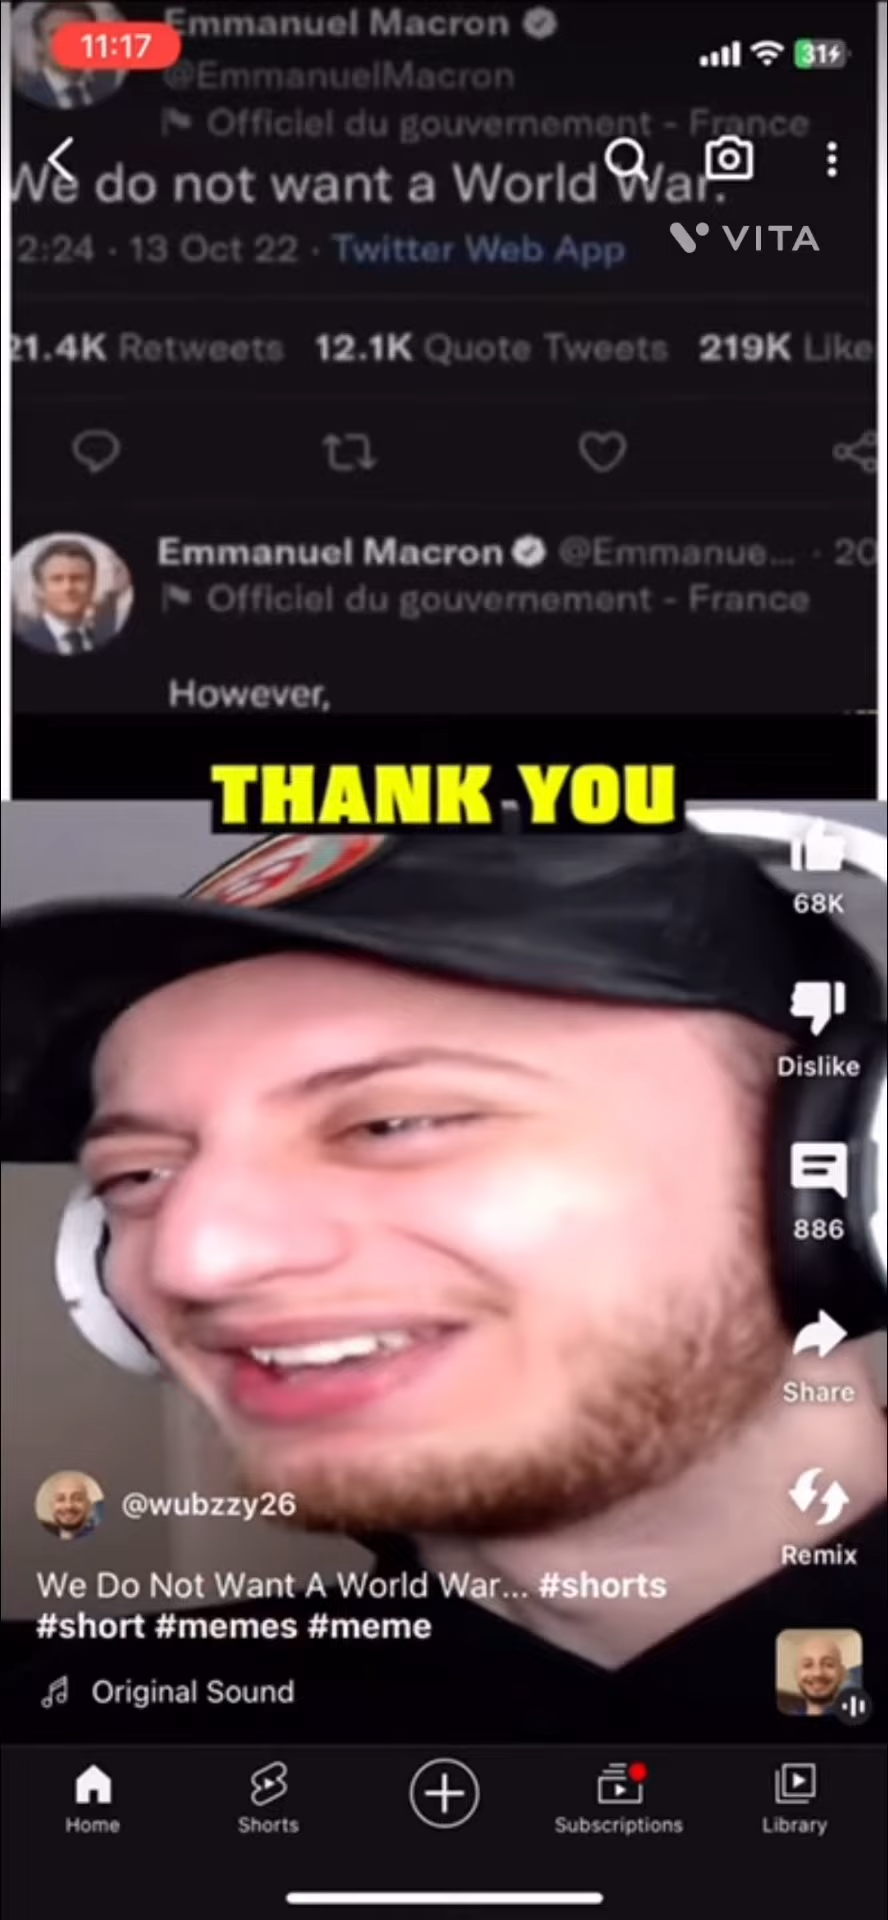 Emmanuel Macron
11:17
31
@EmmanuelMacron
Officiel du gouvernement - France
We do not want a World War.
2:24 · 13 Oct 22 · Twitter Web App
VITA
21.4K Retweets 12.1K Quote Tweets 219K Like
Emmanuel Macron @Emmanue... · 20
Officiel du gouvernement - France
However,
THANK YOU
68K
Dislike
886
Share
Remix
@wubzzy26
We Do Not Want A World War... #shorts
#short #memes #meme
Original Sound
Home
Shorts
Subscriptions
Library